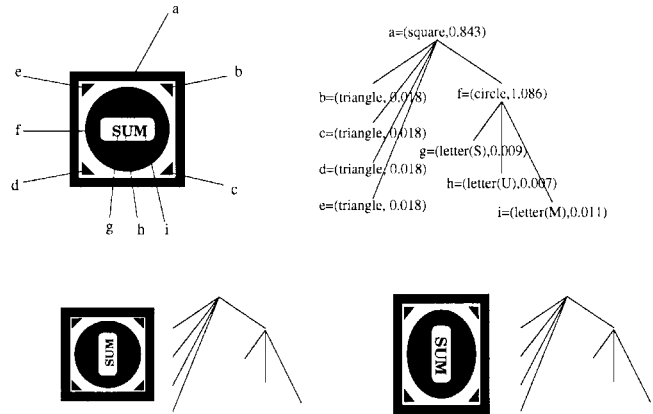 a
a=(square,0.843)
e
b
b=(triangle, 0.018)
f=(circle,1.086)
f
SUM
c=(triangle, 0.018)
g=(letter(S),0.009)
d=(triangle, 0.018)
h=(letter(U),0.007)
d
c
e=(triangle, 0.018)
i=(letter(M),0.011)
g
h
i
SUM
SUM